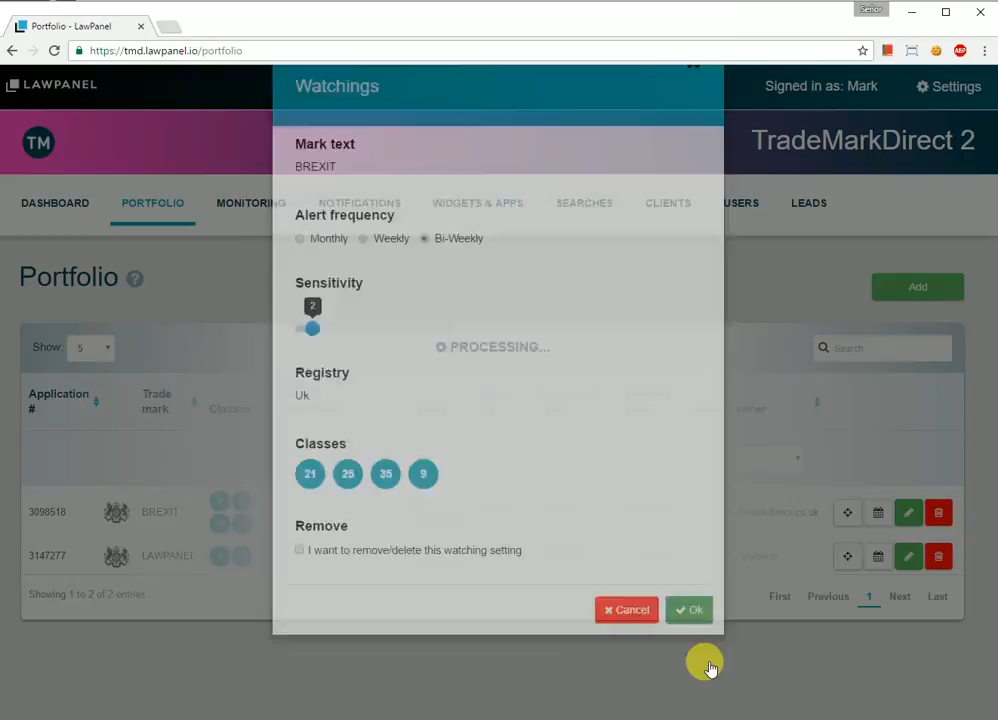 Señor
Portfolio - LawPanel
https://tmd.lawpanel.io/portfolio
ABP
LAWPANEL
Watchings
Signed in as: Mark
Settings
TM
TradeMarkDirect 2
Mark text
BREXIT
DASHBOARD PORTFOLIO MONITORING NOTIFICATIONS WIDGETS & APPS SEARCHES CLIENTS USERS LEADS
Alert frequency
Monthly Weekly Bi-Weekly
Portfolio ?
Add
Sensitivity
2
Show: 5
PROCESSING...
Search
Registry
Uk
Application #
Trade mark
Classes
owner
Classes
21 25 35 9
3098518 BREXIT
Remove
I want to remove/delete this watching setting
3147277 LAWPANEL
Showing 1 to 2 of 2 entries
First Previous 1 Next Last
Cancel Ok